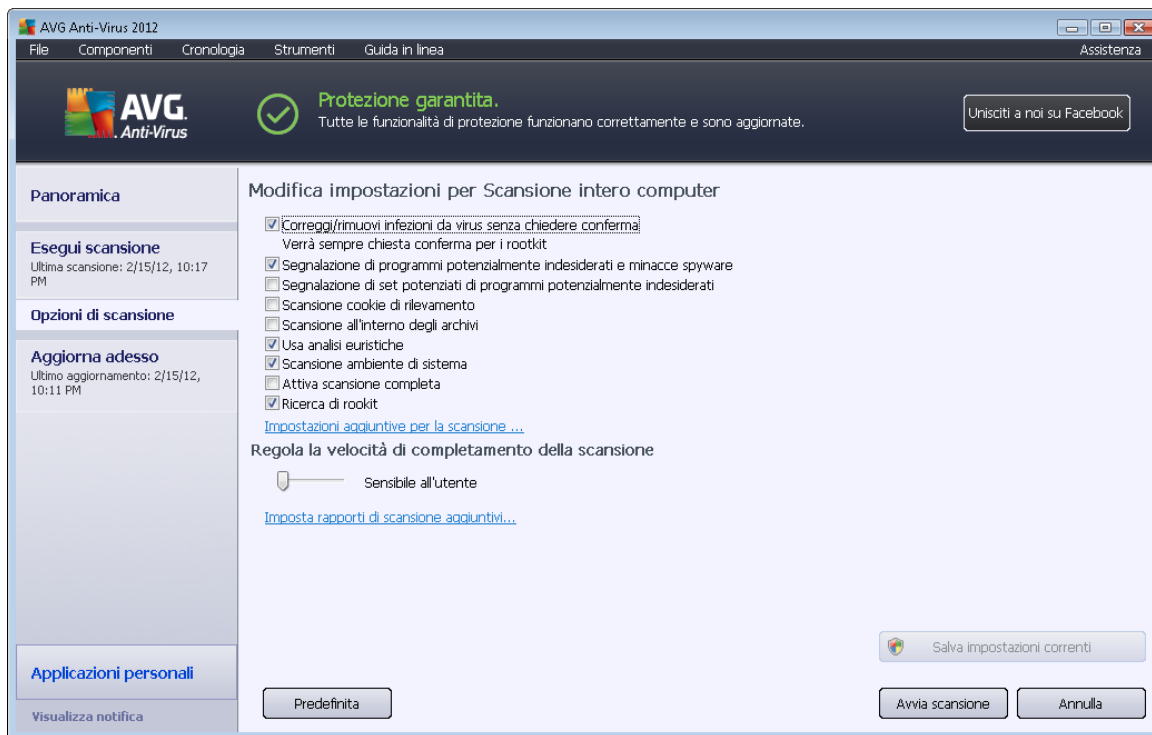 AVG Anti-Virus 2012
File Componenti Cronologia Strumenti Guida in linea Assistenza
AVG.
Anti-Virus
Protezione garantita.
Tutte le funzionalità di protezione funzionano correttamente e sono aggiornate.
Unisciti a noi su Facebook
Panoramica
Esegui scansione
Ultima scansione: 2/15/12, 10:17
PM
Opzioni di scansione
Aggiorna adesso
Ultimo aggiornamento: 2/15/12,
10:11 PM
Applicazioni personali
Visualizza notifica
Modifica impostazioni per Scansione intero computer
Correggi/rimuovi infezioni da virus senza chiedere conferma
Verrà sempre chiesta conferma per i rootkit
Segnalazione di programmi potenzialmente indesiderati e minacce spyware
Segnalazione di set potenziati di programmi potenzialmente indesiderati
Scansione cookie di rilevamento
Scansione all'interno degli archivi
Usa analisi euristiche
Scansione ambiente di sistema
Attiva scansione completa
Ricerca di rookit
Impostazioni aggiuntive per la scansione ...
Regola la velocità di completamento della scansione
Sensibile all'utente
Imposta rapporti di scansione aggiuntivi...
Salva impostazioni correnti
Predefinita
Avvia scansione
Annulla